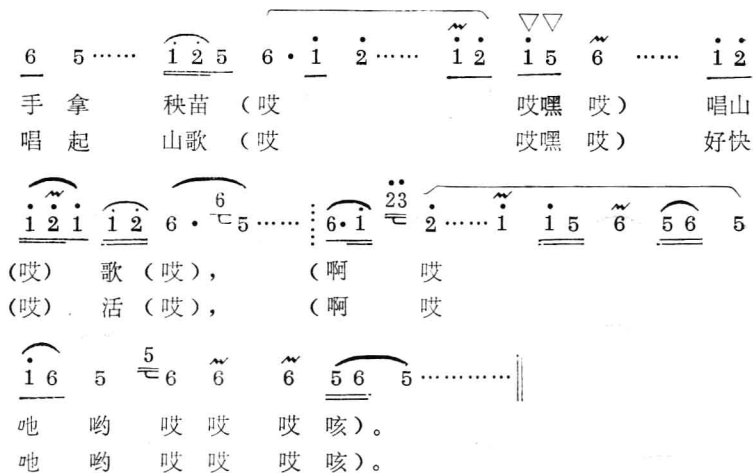 6 5…… 1 2 5 6 · 1 2…… 1 2 1 5 6 …… 1 2
手 拿 秧苗 (哎 哎嘿 哎) 唱山
唱 起 山歌 (哎 哎嘿 哎) 好快
1 2 1 1 2 6 · 6 5…… 6·1 23 2……1 1 5 6 5 6 5
(哎) 歌 (哎), (啊 哎
(哎) 活 (哎), (啊 哎
1 6 5 5 6 6 6 5 6 5…………
吔 哟 哎 哎 哎 咳)。
吔 哟 哎 哎 哎 咳)。